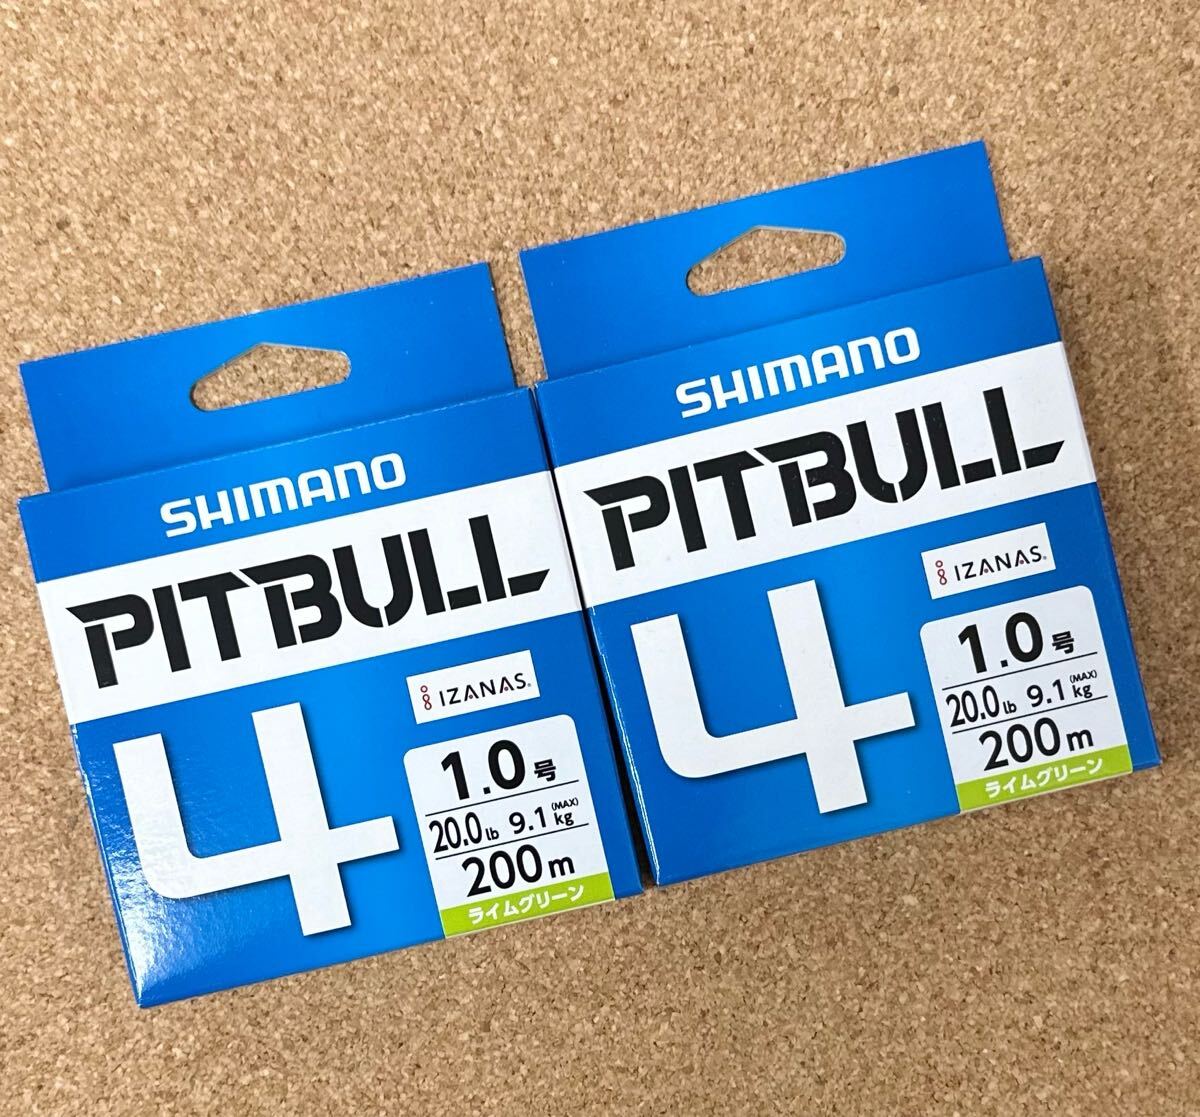 SHIMANO
PITBULL
4
IZANAS®
1.0号
20.0lb 9.1kg (MAX)
200m
ライムグリーン
SHIMANO
PITBULL
4
IZANAS®
1.0号
20.0lb 9.1kg (MAX)
200m
ライムグリーン